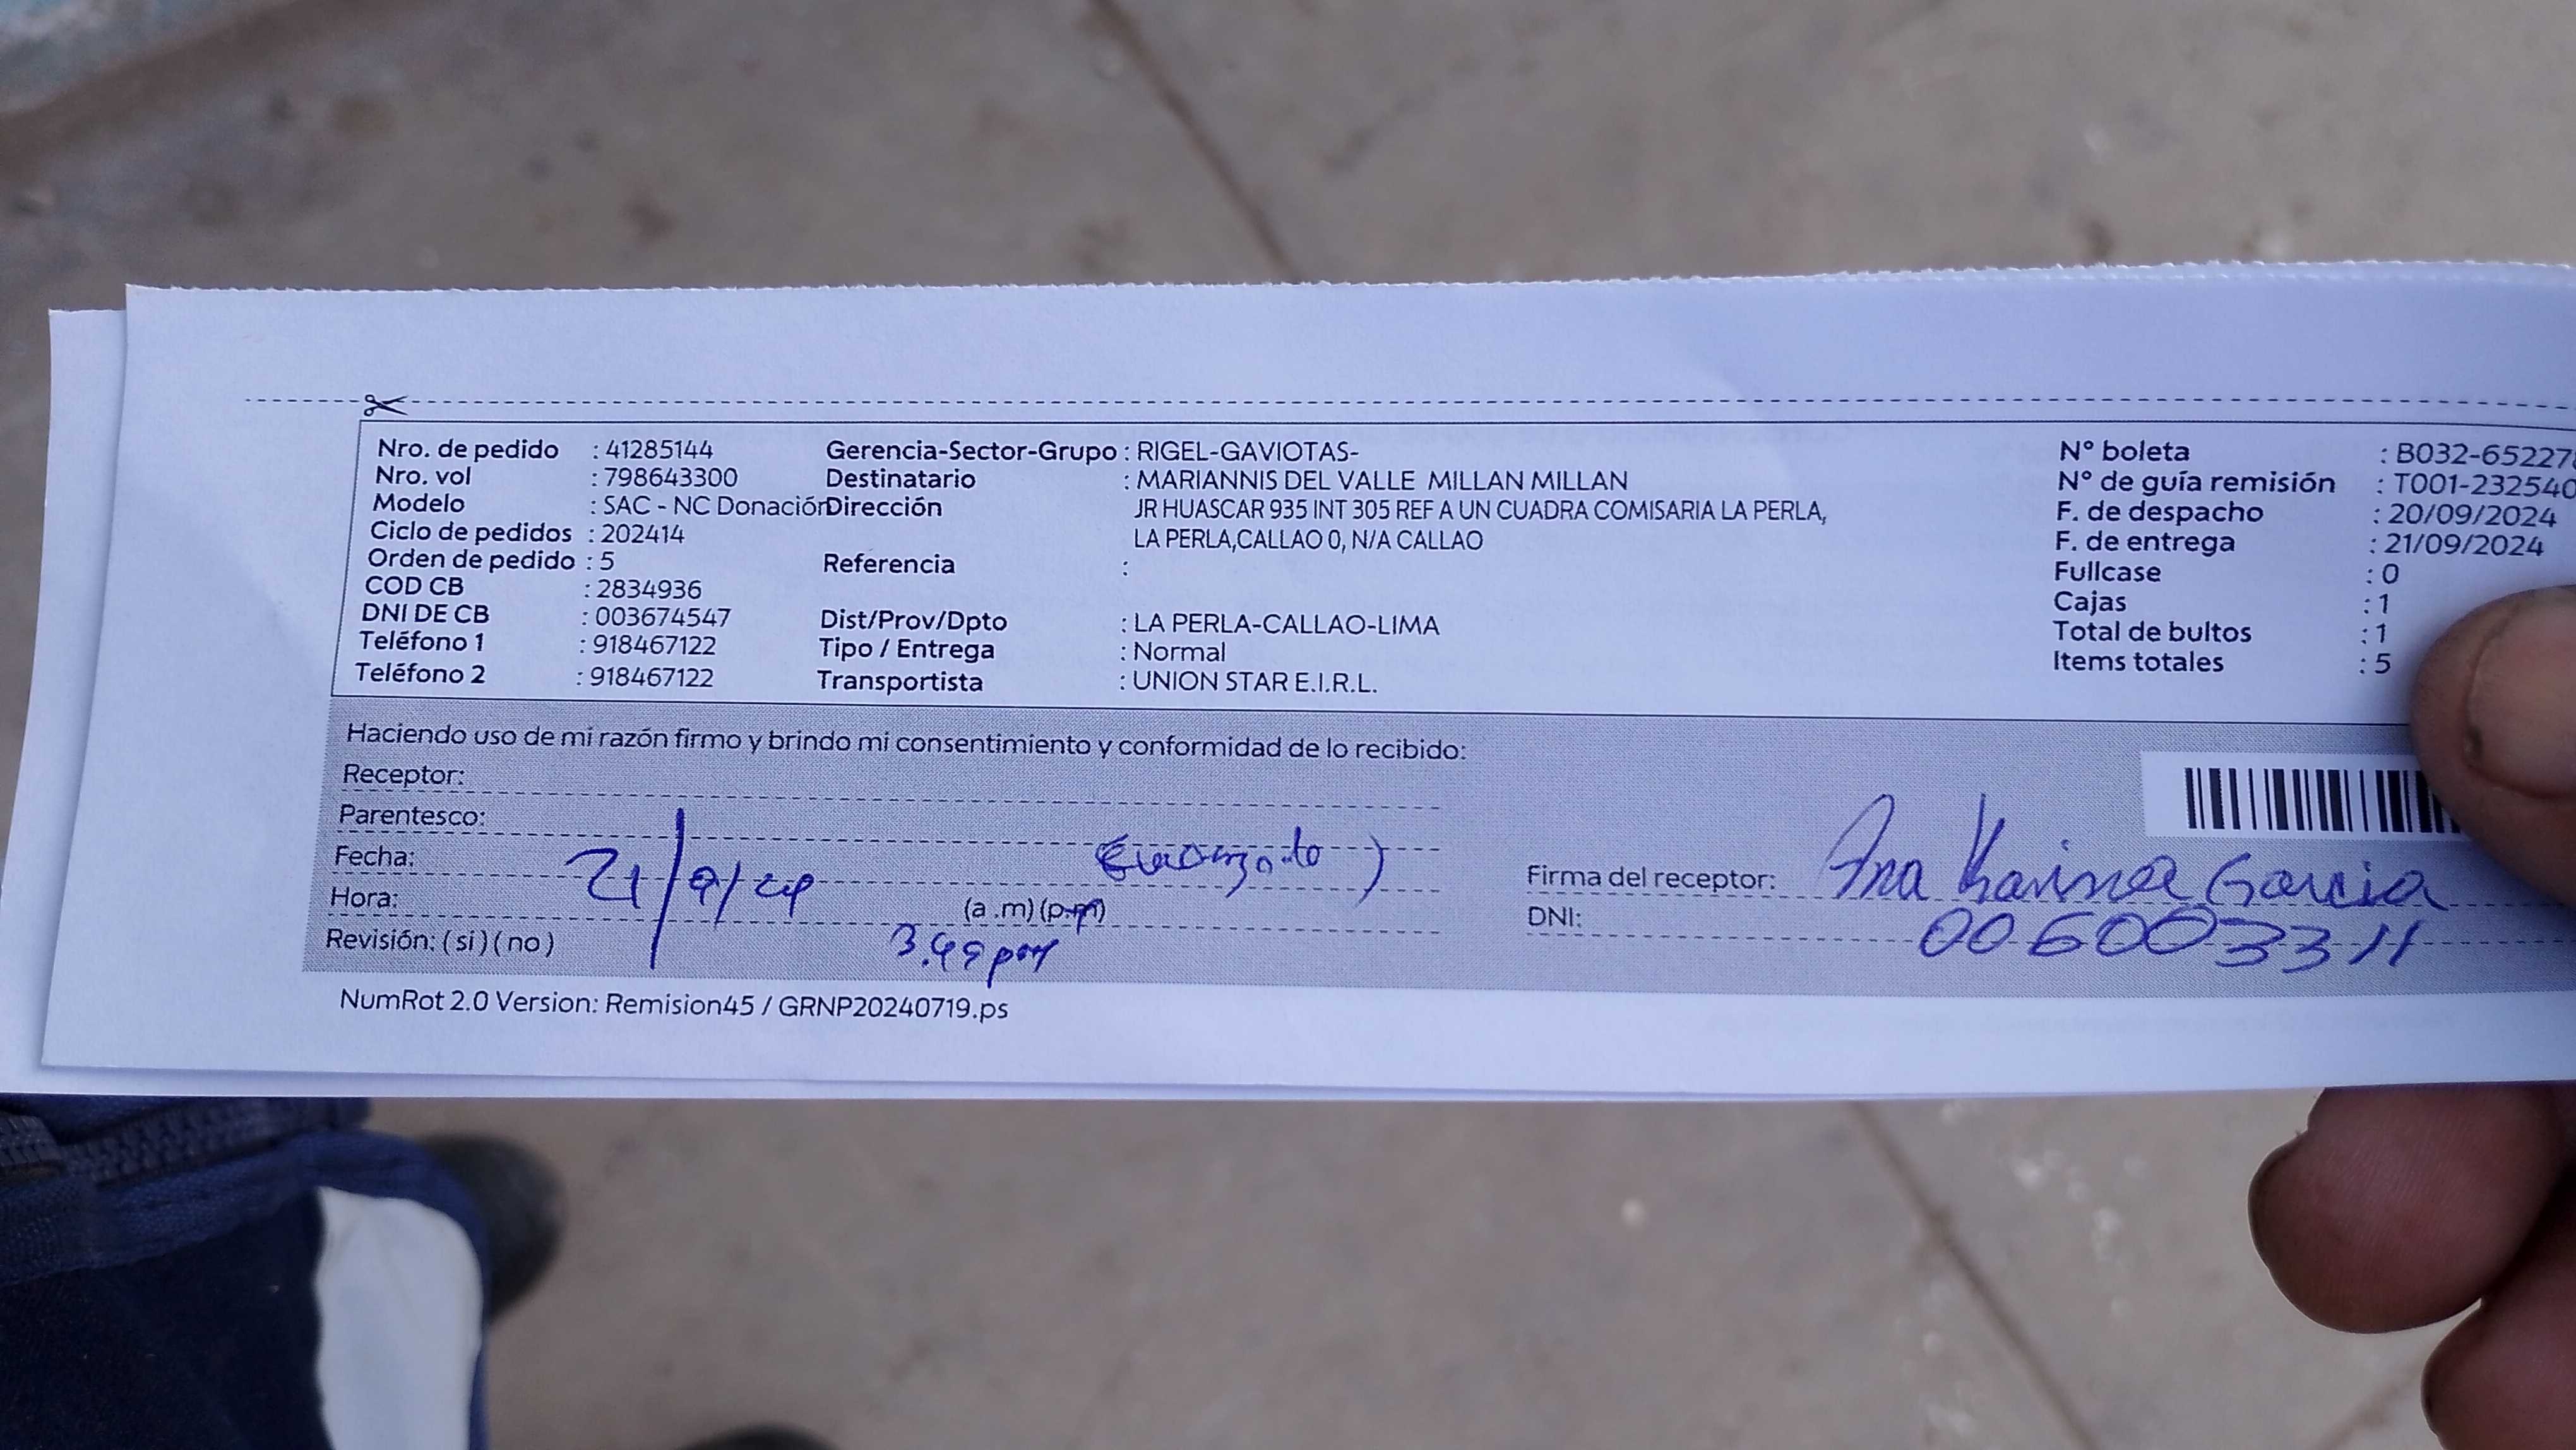 Nro. de pedido : 41285144
Nro. vol : 798643300
Modelo : SAC - NC Donación
Ciclo de pedidos : 202414
Orden de pedido : 5
COD CB : 2834936
DNI DE CB : 003674547
Teléfono 1 : 918467122
Teléfono 2 : 918467122
Gerencia-Sector-Grupo : RIGEL-GAVIOTAS-
Destinatario : MARIANNIS DEL VALLE MILLAN MILLAN
Dirección JR HUASCAR 935 INT 305 REF A UN CUADRA COMISARIA LA PERLA,
LA PERLA,CALLAO 0, N/A CALLAO
Referencia :
Dist/Prov/Dpto : LA PERLA-CALLAO-LIMA
Tipo / Entrega : Normal
Transportista : UNION STAR E.I.R.L.
N° boleta : B032-65227
N° de guía remisión : T001-232540
F. de despacho : 20/09/2024
F. de entrega : 21/09/2024
Fullcase : 0
Cajas : 1
Total de bultos : 1
Items totales : 5
Haciendo uso de mi razón firmo y brindo mi consentimiento y conformidad de lo recibido:
Receptor:
Parentesco:
Fecha: 21/9/24
Hora: (a .m) (p.m)
3.49 pm
Revisión: ( si ) ( no )
Firma del receptor: Ana Karina Garcia
DNI: 006003311
NumRot 2.0 Version: Remision45 / GRNP20240719.ps